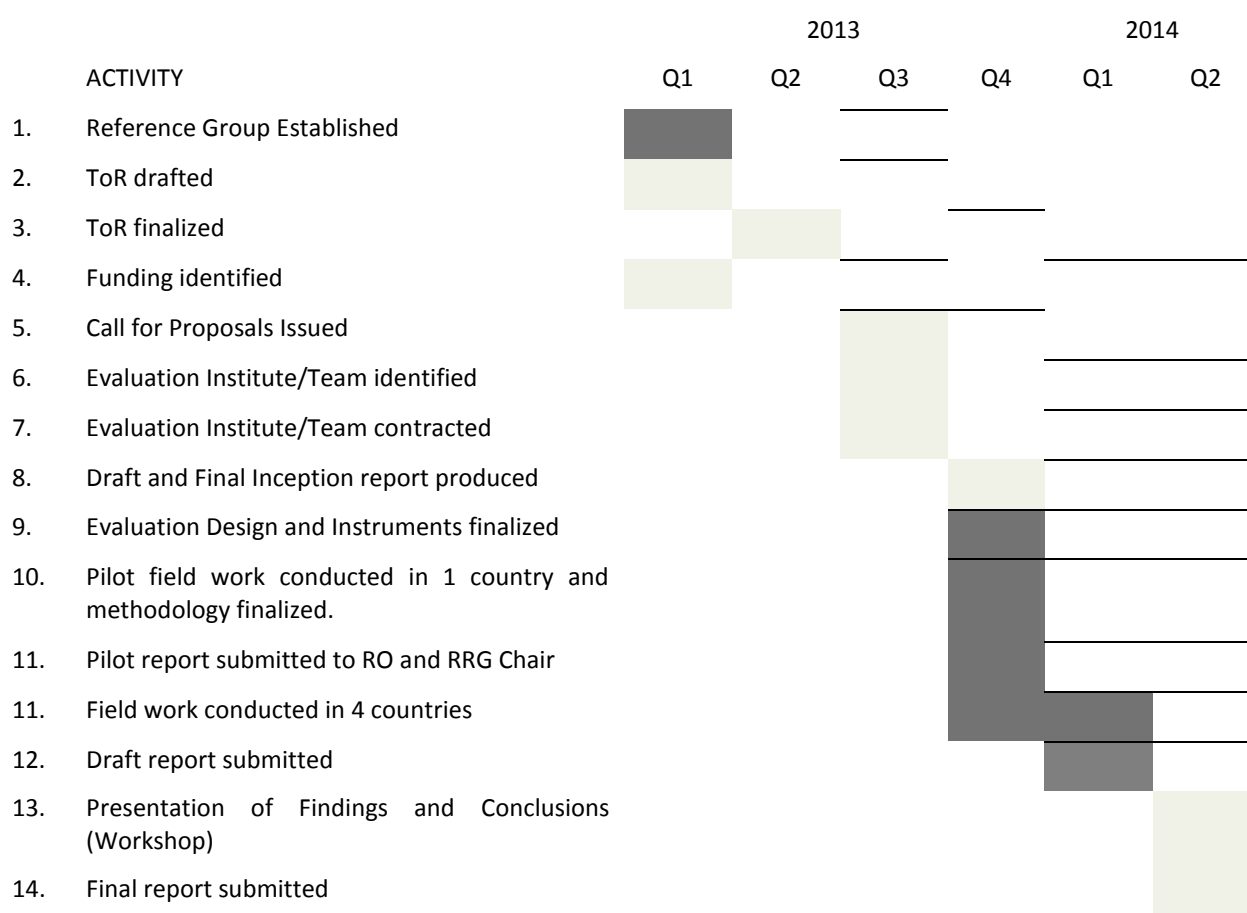 2013 2014
ACTIVITY Q1 Q2 Q3 Q4 Q1 Q2
1. Reference Group Established
2. ToR drafted
3. ToR finalized
4. Funding identified
5. Call for Proposals Issued
6. Evaluation Institute/Team identified
7. Evaluation Institute/Team contracted
8. Draft and Final Inception report produced
9. Evaluation Design and Instruments finalized
10. Pilot field work conducted in 1 country and
methodology finalized.
11. Pilot report submitted to RO and RRG Chair
11. Field work conducted in 4 countries
12. Draft report submitted
13. Presentation of Findings and Conclusions
(Workshop)
14. Final report submitted